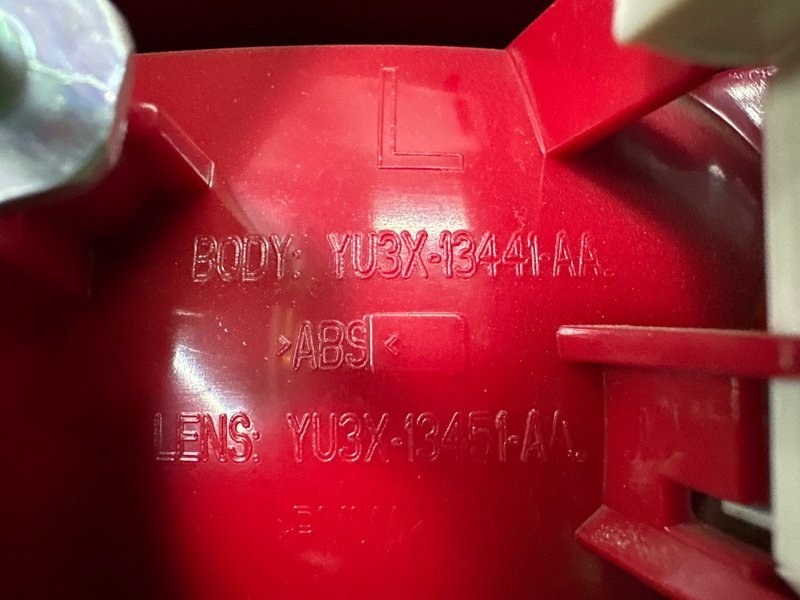 L
BODY: YU3X-13441-AA.
>ABS<
LENS: YU3X-13451-AA.